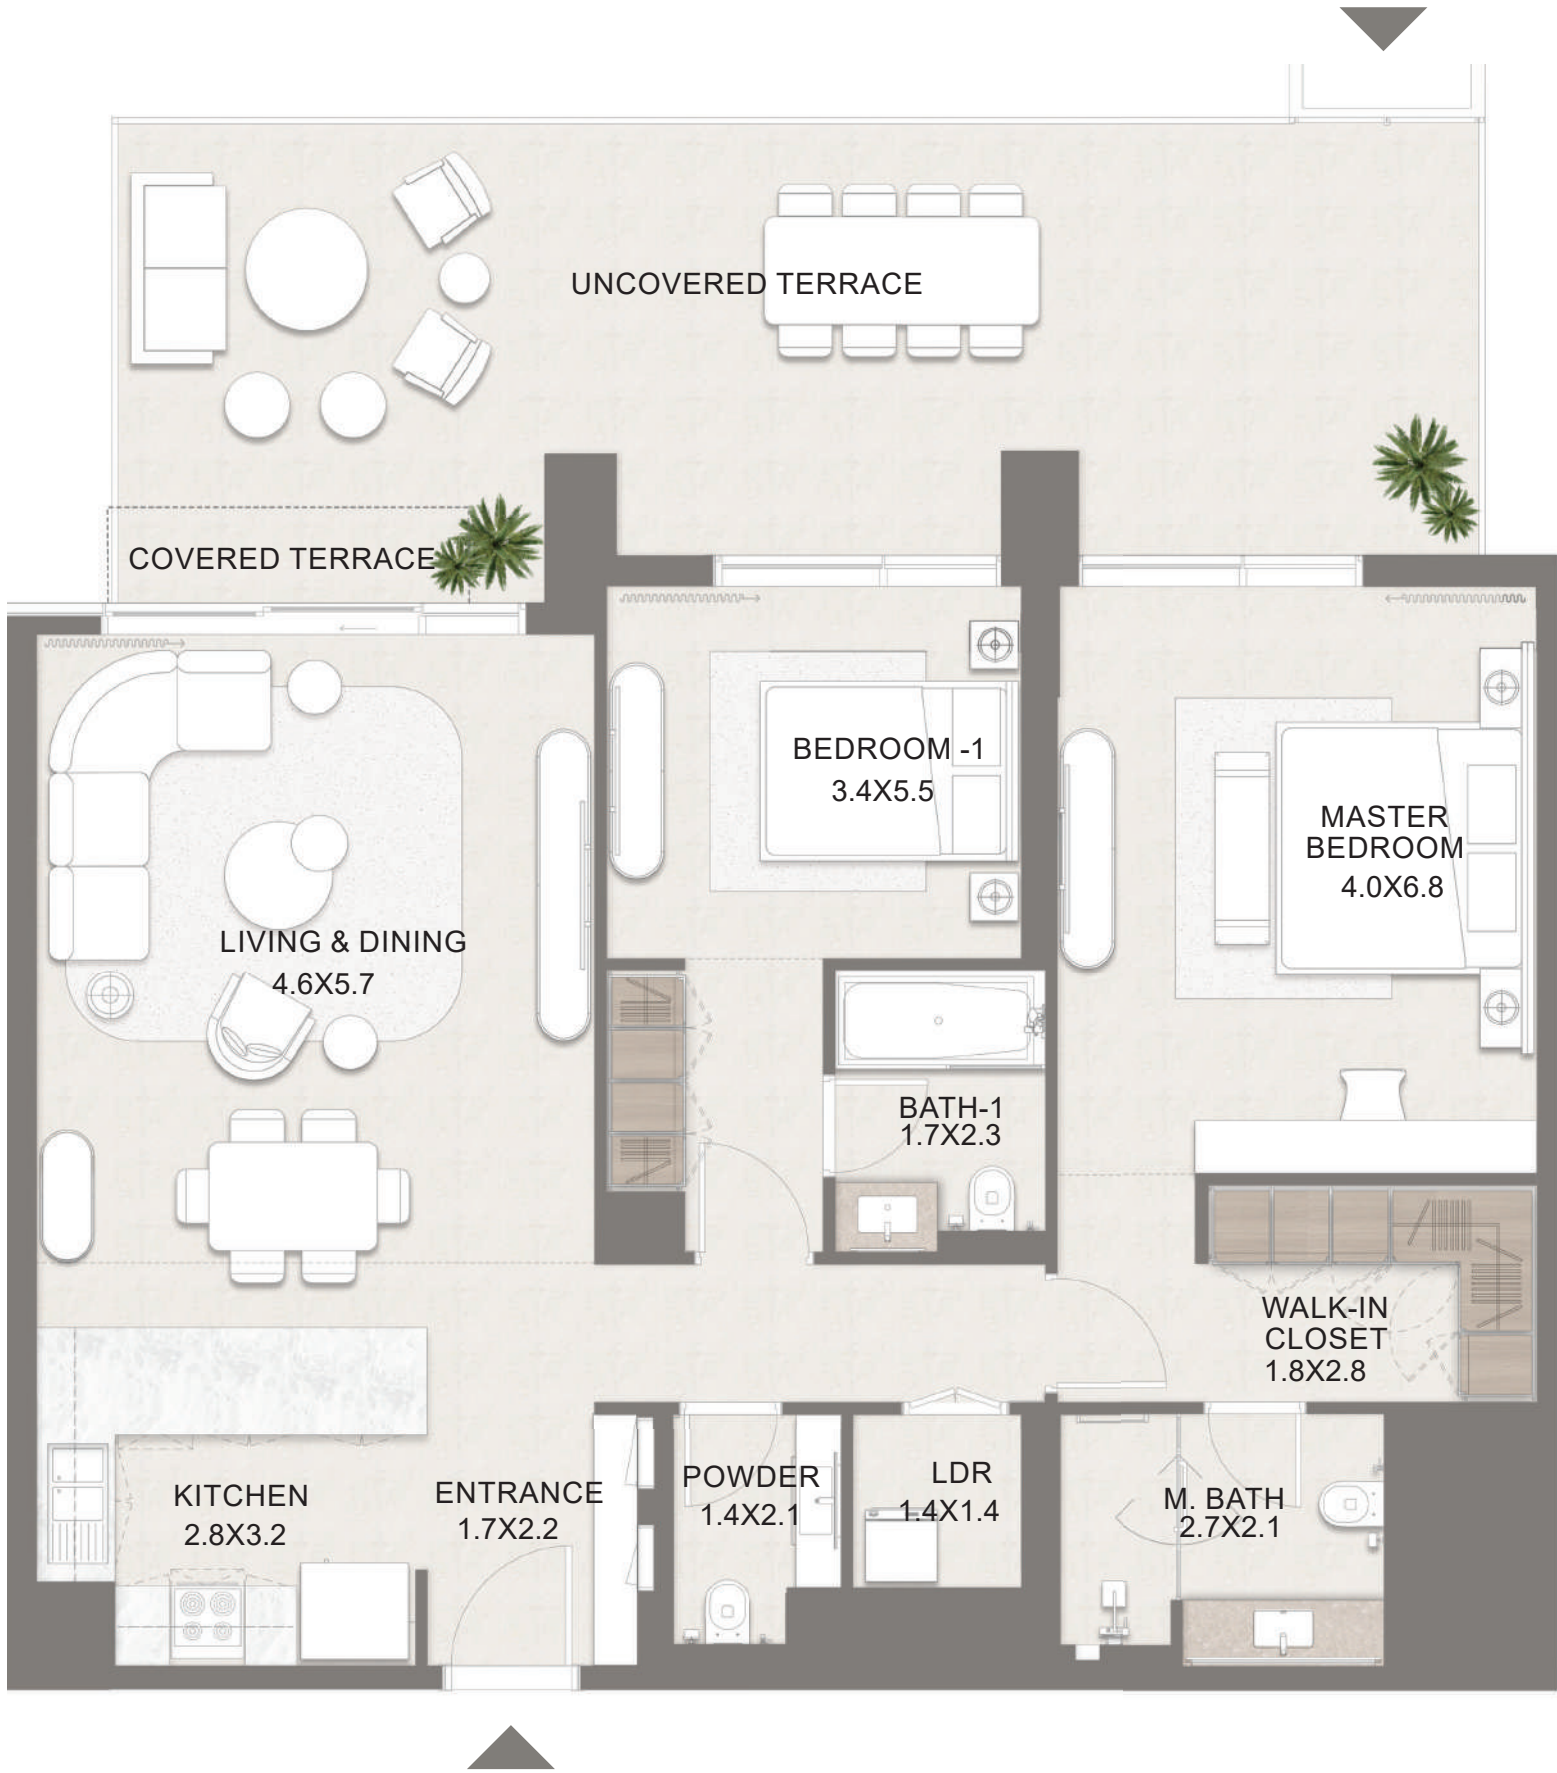 UNCOVERED TERRACE
COVERED TERRACE
BEDROOM -1
3.4X5.5
MASTER
BEDROOM
4.0X6.8
LIVING & DINING
4.6X5.7
BATH-1
1.7X2.3
WALK-IN
CLOSET
1.8X2.8
KITCHEN
2.8X3.2
ENTRANCE
1.7X2.2
POWDER
1.4X2.1
LDR
1.4X1.4
M. BATH
2.7X2.1